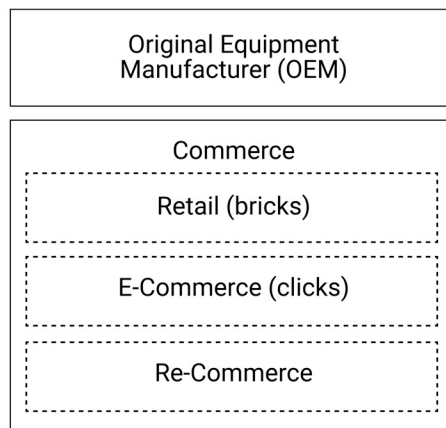 Original Equipment
Manufacturer (OEM)
Commerce
Retail (bricks)
E-Commerce (clicks)
Re-Commerce